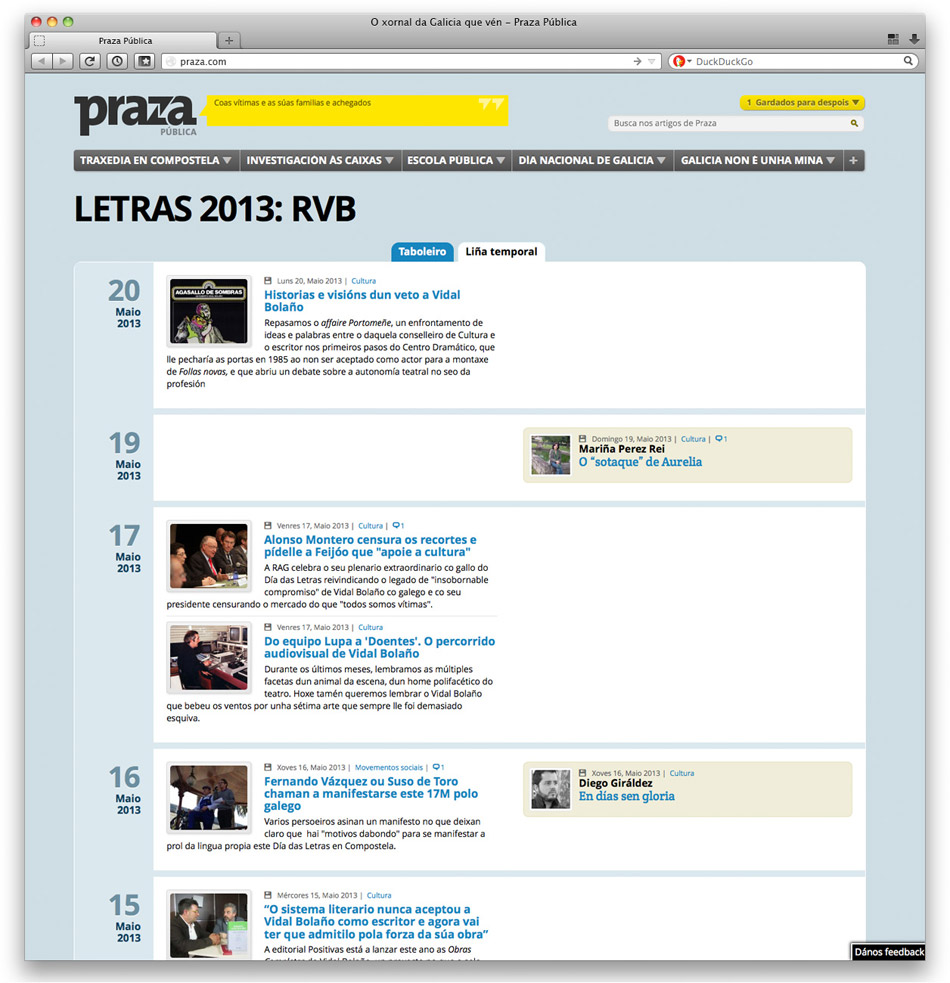 O xornal da Galicia que vén – Praza Pública
Praza Pública
praza.com
DuckDuckGo
praza
PÚBLICA
Coas vítimas e as súas familias e achegados
1 Gardados para despois
Busca nos artigos de Praza
TRAXEDIA EN COMPOSTELA
INVESTIGACIÓN ÁS CAIXAS
ESCOLA PÚBLICA
DÍA NACIONAL DE GALICIA
GALICIA NON É UNHA MINA
+
LETRAS 2013: RVB
Taboleiro
Liña temporal
20
Maio
2013
AGASALLO DE SOMBRAS
Luns 20, Maio 2013 | Cultura
Historias e visións dun veto a Vidal
Bolaño
Repasamos o affaire Portomeñe, un enfrontamento de
ideas e palabras entre o daquela conselleiro de Cultura e
o escritor nos primeiros pasos do Centro Dramático, que
lle pecharía as portas en 1985 ao non ser aceptado como actor para a montaxe
de Follas novas, e que abriu un debate sobre a autonomía teatral no seo da
profesión
19
Maio
2013
Domingo 19, Maio 2013 | Cultura | 1
Mariña Perez Rei
O “sotaque” de Aurelia
17
Maio
2013
Venres 17, Maio 2013 | Cultura | 1
Alonso Montero censura os recortes e
pídelle a Feijóo que "apoie a cultura"
A RAG celebra o seu plenario extraordinario co gallo do
Día das Letras reivindicando o legado de "insobornable
compromiso" de Vidal Bolaño co galego e co seu
presidente censurando o mercado do que "todos somos vítimas".
Venres 17, Maio 2013 | Cultura
Do equipo Lupa a 'Doentes'. O percorrido
audiovisual de Vidal Bolaño
Durante os últimos meses, lembramos as múltiples
facetas dun animal da escena, dun home polifacético do
teatro. Hoxe tamén queremos lembrar o Vidal Bolaño
que bebeu os ventos por unha sétima arte que sempre lle foi demasiado
esquiva.
16
Maio
2013
Xoves 16, Maio 2013 | Movementos sociais | 1
Fernando Vázquez ou Suso de Toro
chaman a manifestarse este 17M polo
galego
Varios persoeiros asinan un manifesto no que deixan
claro que hai "motivos dabondo" para se manifestar a
prol da lingua propia este Día das Letras en Compostela.
Xoves 16, Maio 2013 | Cultura
Diego Giráldez
En días sen gloria
15
Maio
2013
Mércores 15, Maio 2013 | Cultura
“O sistema literario nunca aceptou a
Vidal Bolaño como escritor e agora vai
ter que admitilo pola forza da súa obra”
A editorial Positivas está a lanzar este ano as Obras
Dános feedback